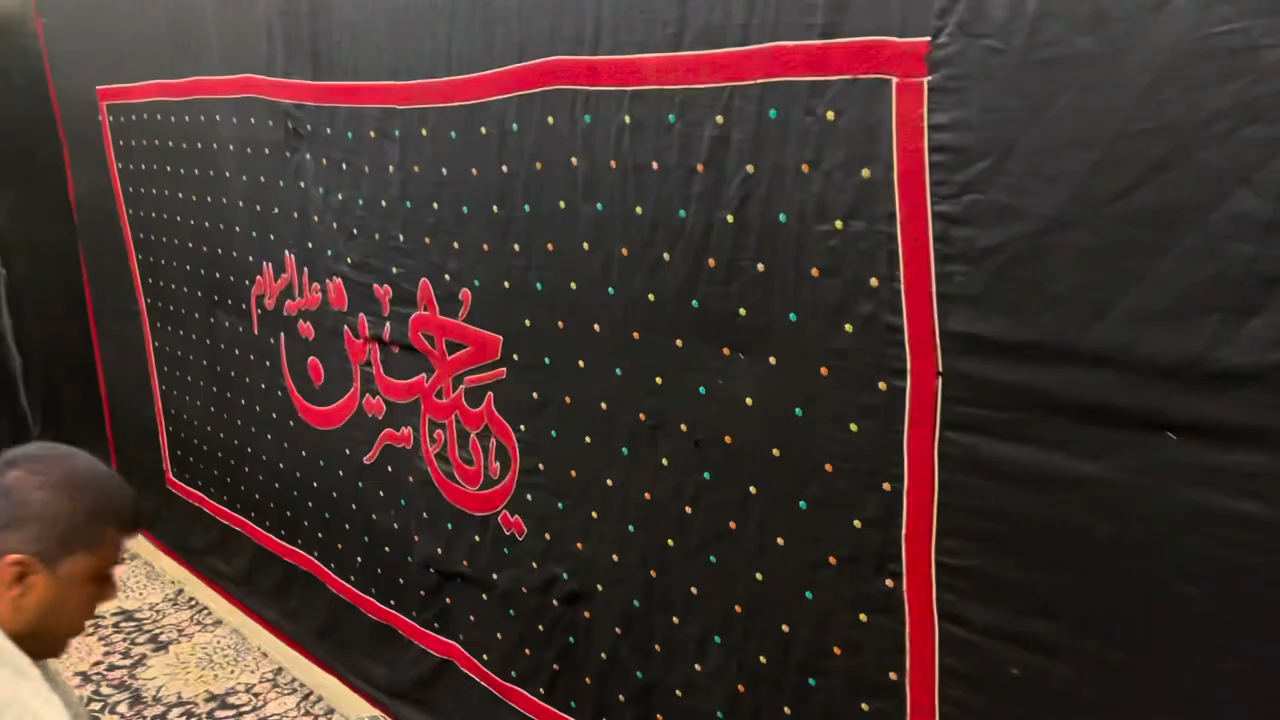 یا حسین علیه السلام